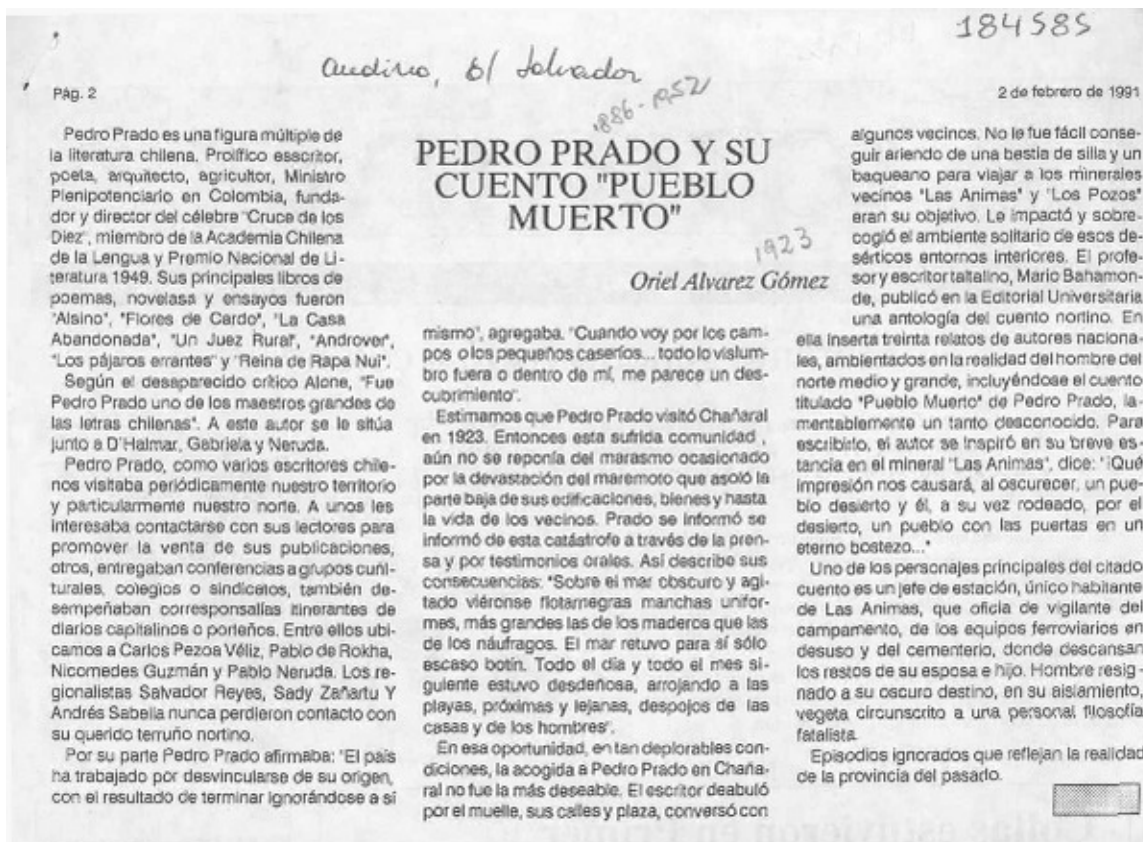 184585
El Salvador
1886-1952
Pág. 2
2 de febrero de 1991
PEDRO PRADO Y SU
CUENTO "PUEBLO
MUERTO"
1923
Oriel Alvarez Gómez
Pedro Prado es una figura múltiple de
la literatura chilena. Prolífico esscritor,
poeta, arquitecto, agricultor, Ministro
Plenipotenciario en Colombia, funda-
dor y director del célebre "Cruce de los
Diez", miembro de la Academia Chilena
de la Lengua y Premio Nacional de Li-
teratura 1949. Sus principales libros de
poemas, novelasa y ensayos fueron
"Alsino", "Flores de Cardo", "La Casa
Abandonada", "Un Juez Rural", "Androver",
"Los pájaros errantes" y "Reina de Rapa Nui".
Según el desaparecido crítico Alone, "Fue
Pedro Prado uno de los maestros grandes de
las letras chilenas". A este autor se le sitúa
junto a D'Halmar, Gabriela y Neruda.
Pedro Prado, como varios escritores chile-
nos visitaba periódicamente nuestro territorio
y particularmente nuestro norte. A unos les
interesaba contactarse con sus lectores para
promover la venta de sus publicaciones,
otros, entregaban conferencias a grupos cunl-
turales, colegios o sindicatos, también de-
sempeñaban corresponsalías itinerantes de
diarios capitalinos o porteños. Entre ellos ubi-
camos a Carlos Pezoa Véliz, Pablo de Rokha,
Nicomedes Guzmán y Pablo Neruda. Los re-
gionalistas Salvador Reyes, Sady Zañartu Y
Andrés Sabella nunca perdieron contacto con
su querido terruño nortino.
Por su parte Pedro Prado afirmaba: "El país
ha trabajado por desvincularse de su origen,
con el resultado de terminar ignorándose a sí
mismo", agregaba. "Cuando voy por los cam-
pos o los pequeños caseríos... todo lo vislum-
bro fuera o dentro de mí, me parece un des-
cubrimiento".
Estimamos que Pedro Prado visitó Chañaral
en 1923. Entonces esta sufrida comunidad ,
aún no se reponía del marasmo ocasionado
por la devastación del maremoto que asoló la
parte baja de sus edificaciones, bienes y hasta
la vida de los vecinos. Prado se informó se
informó de esta catástrofe a través de la pren-
sa y por testimonios orales. Así describe sus
consecuencias: "Sobre el mar obscuro y agi-
tado viéronse flotarnegras manchas unifor-
mes, más grandes las de los maderos que las
de los náufragos. El mar retuvo para sí sólo
escaso botín. Todo el día y todo el mes si-
guiente estuvo desdeñosa, arrojando a las
playas, próximas y lejanas, despojos de las
casas y de los hombres".
En esa oportunidad, en tan deplorables con-
diciones, la acogida a Pedro Prado en Chaña-
ral no fue la más deseable. El escritor deabuló
por el muelle, sus calles y plaza, conversó con
algunos vecinos. No le fue fácil conse-
guir ariendo de una bestia de silla y un
baqueano para viajar a los minerales
vecinos "Las Animas" y "Los Pozos"
eran su objetivo. Le impactó y sobre-
cogió el ambiente solitario de esos de-
sérticos entornos interiores. El profe-
sor y escritor taltalino, Mario Bahamon-
de, publicó en la Editorial Universitaria
una antología del cuento nortino. En
ella inserta treinta relatos de autores naciona-
les, ambientados en la realidad del hombre del
norte medio y grande, incluyéndose el cuento
titulado "Pueblo Muerto" de Pedro Prado, la-
mentablemente un tanto desconocido. Para
escribirlo, el autor se inspiró en su breve es-
tancia en el mineral "Las Animas", dice: "¡Qué
impresión nos causará, al oscurecer, un pue-
blo desierto y él, a su vez rodeado, por el
desierto, un pueblo con las puertas en un
eterno bostezo..."
Uno de los personajes principales del citado
cuento es un jefe de estación, único habitante
de Las Animas, que oficia de vigilante del
campamento, de los equipos ferroviarios en
desuso y del cementerio, donde descansan
los restos de su esposa e hijo. Hombre resig-
nado a su oscuro destino, en su aislamiento,
vegeta circunscrito a una personal filosofía
fatalista.
Episodios ignorados que reflejan la realidad
de la provincia del pasado.